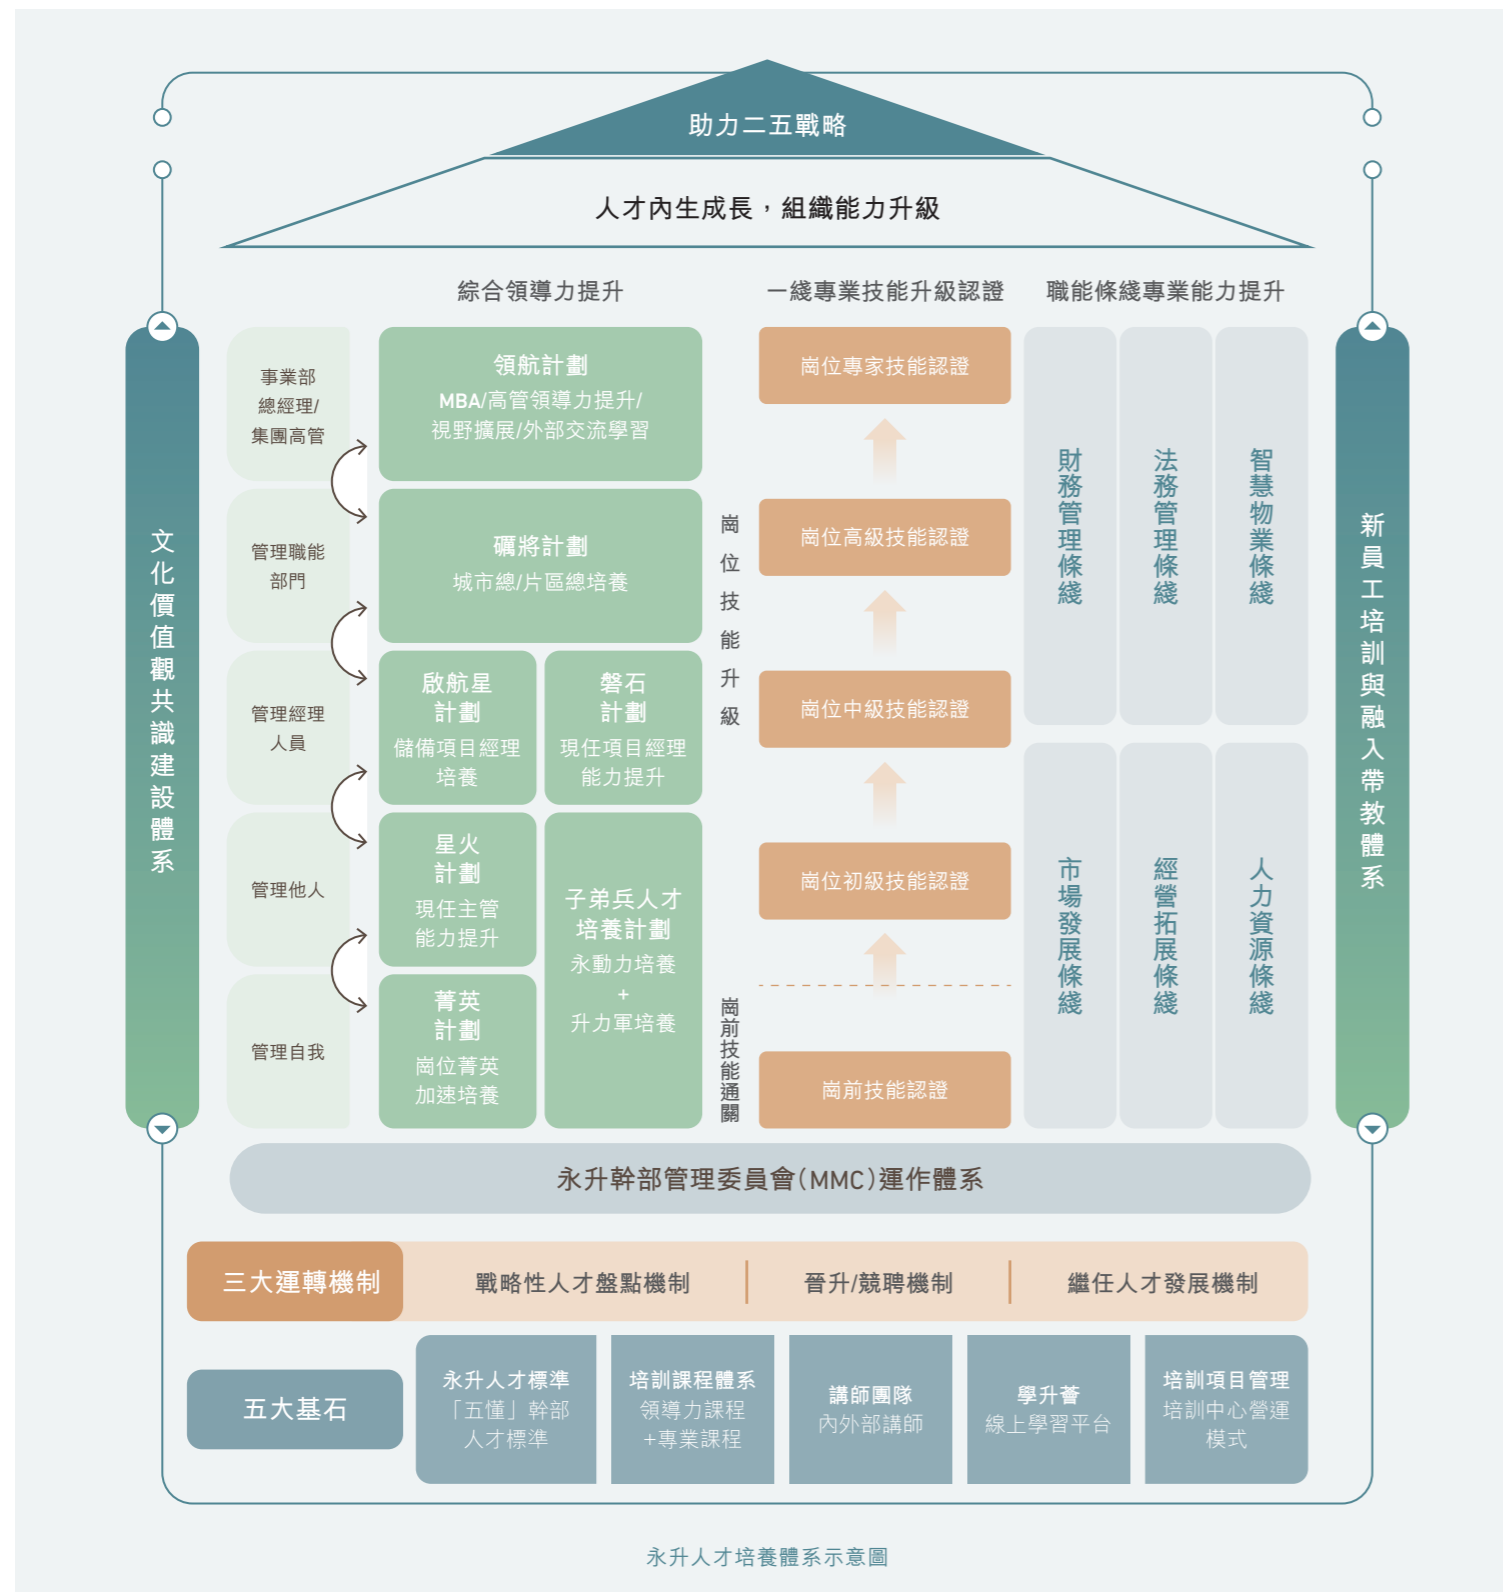 助力二五戰略
人才內生成長，組織能力升級
綜合領導力提升
一綫專業技能升級認證
職能條綫專業能力提升
文化價值觀共識建設體系
事業部
總經理/
集團高管
管理職能
部門
管理經理
人員
管理他人
管理自我
領航計劃
MBA/高管領導力提升/
視野擴展/外部交流學習
礪將計劃
城市總/片區總培養
啟航星
計劃
儲備項目經理
培養
磐石
計劃
現任項目經理
能力提升
星火
計劃
現任主管
能力提升
子弟兵人才
培養計劃
永動力培養
+
升力軍培養
菁英
計劃
崗位菁英
加速培養
崗位技能升級
崗前技能通關
崗位專家技能認證
崗位高級技能認證
崗位中級技能認證
崗位初級技能認證
崗前技能認證
財務管理條綫
法務管理條綫
智慧物業條綫
市場發展條綫
經營拓展條綫
人力資源條綫
新員工培訓與融入帶教體系
永升幹部管理委員會(MMC)運作體系
三大運轉機制
戰略性人才盤點機制
晉升/競聘機制
繼任人才發展機制
五大基石
永升人才標準
「五懂」幹部
人才標準
培訓課程體系
領導力課程
+專業課程
講師團隊
內外部講師
學升薈
線上學習平台
培訓項目管理
培訓中心營運
模式
永升人才培養體系示意圖